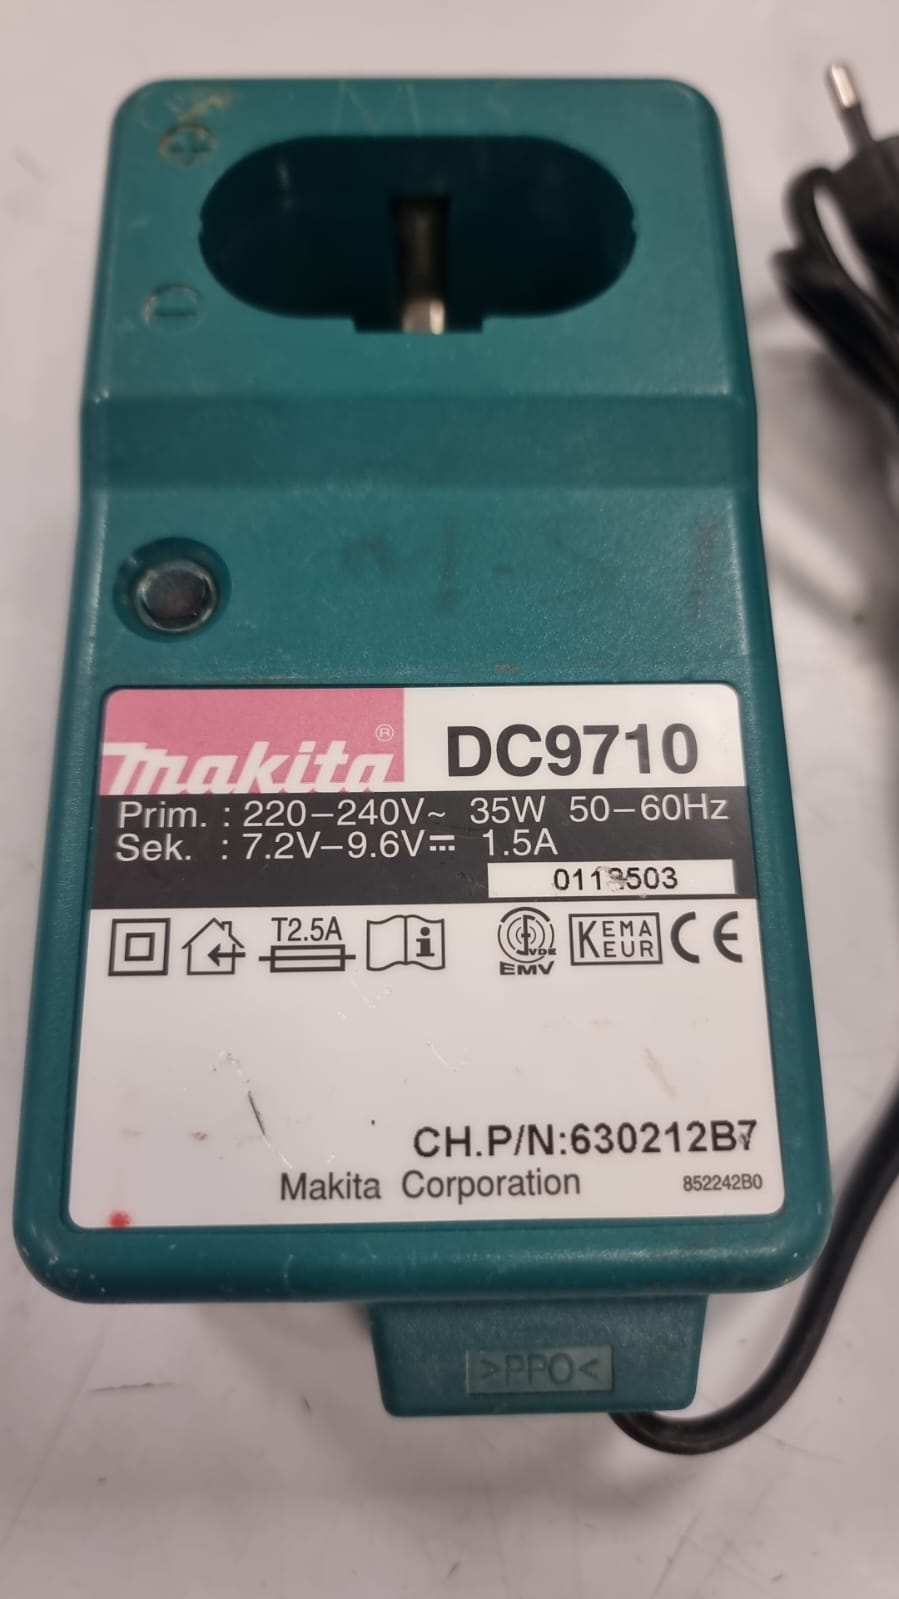 makita® DC9710
Prim. : 220–240V~ 35W 50–60Hz
Sek. : 7.2V–9.6V⎓ 1.5A
T2.5A
VDE
EMV
KEMA
KEUR
CE
CH.P/N:630212B7
Makita Corporation 852242B0
>PPO<